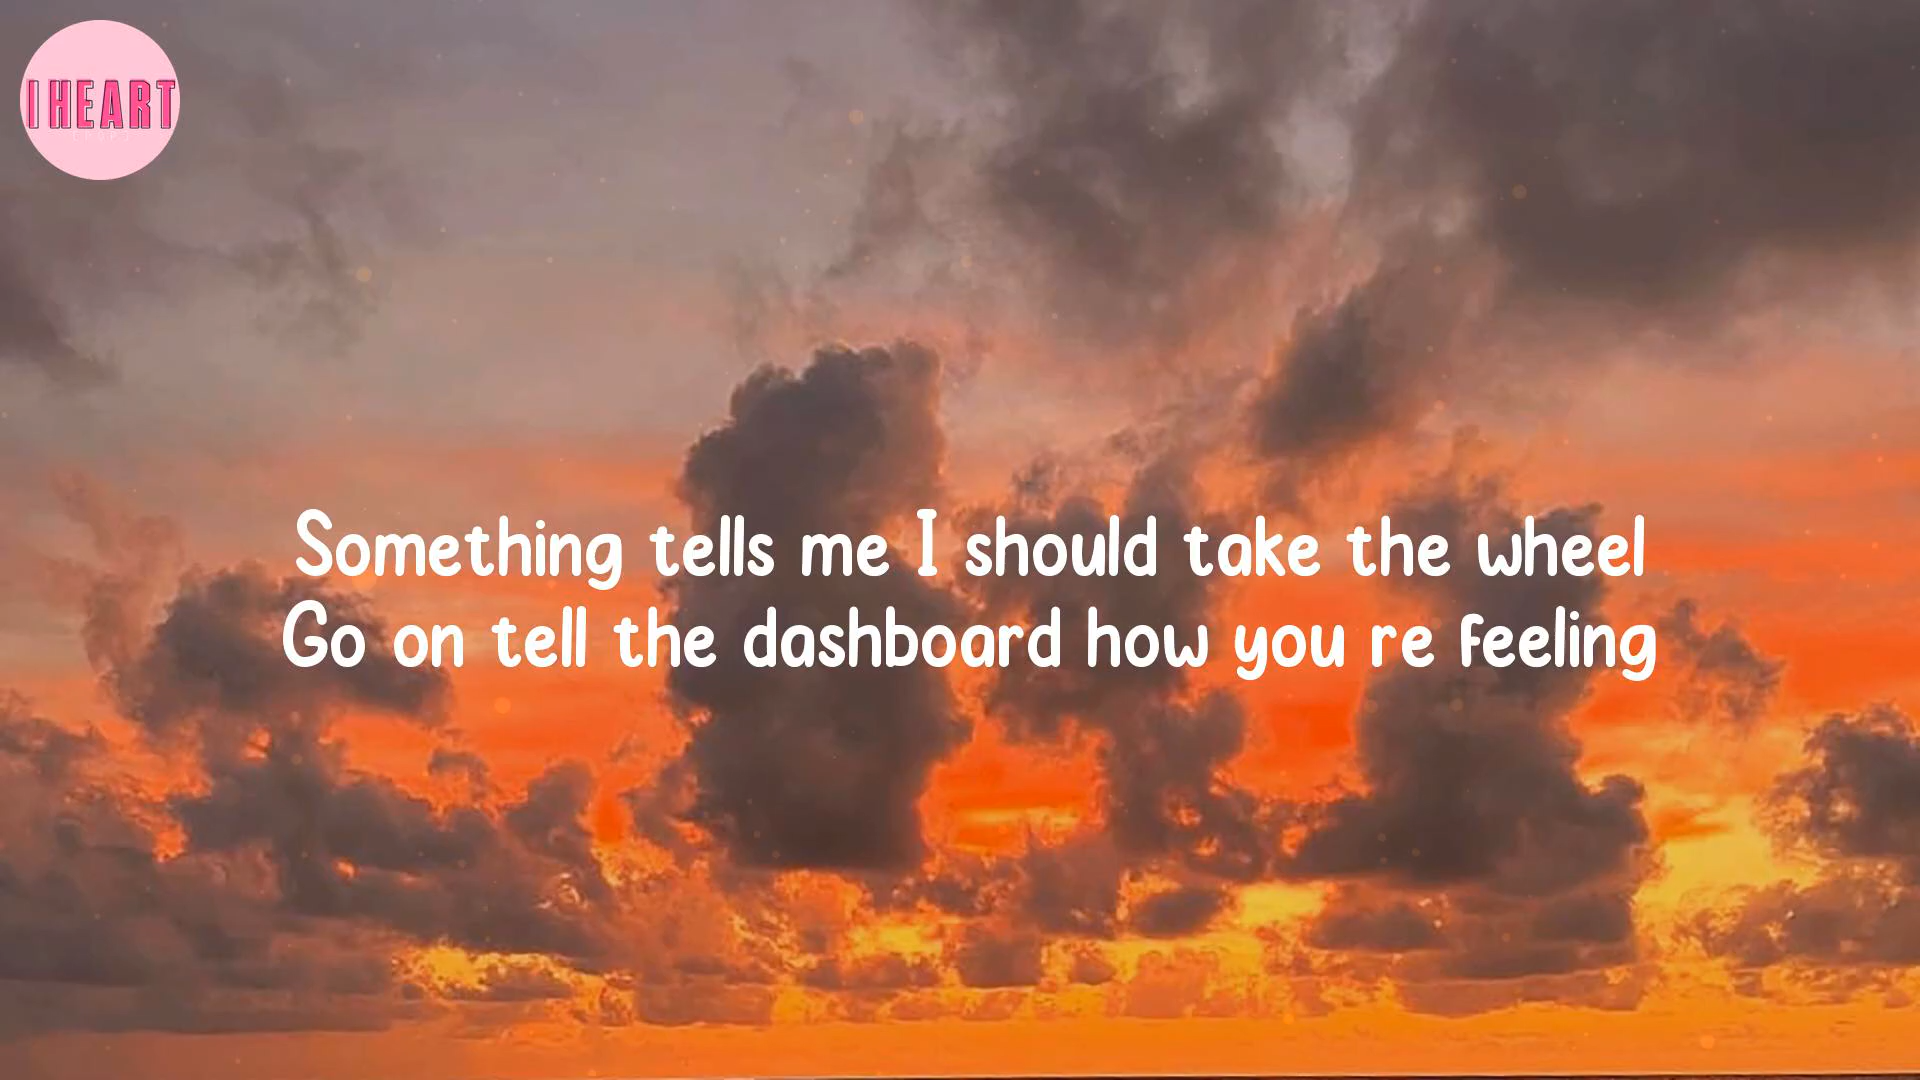 I HEART
Something tells me I should take the wheel
Go on tell the dashboard how you re feeling